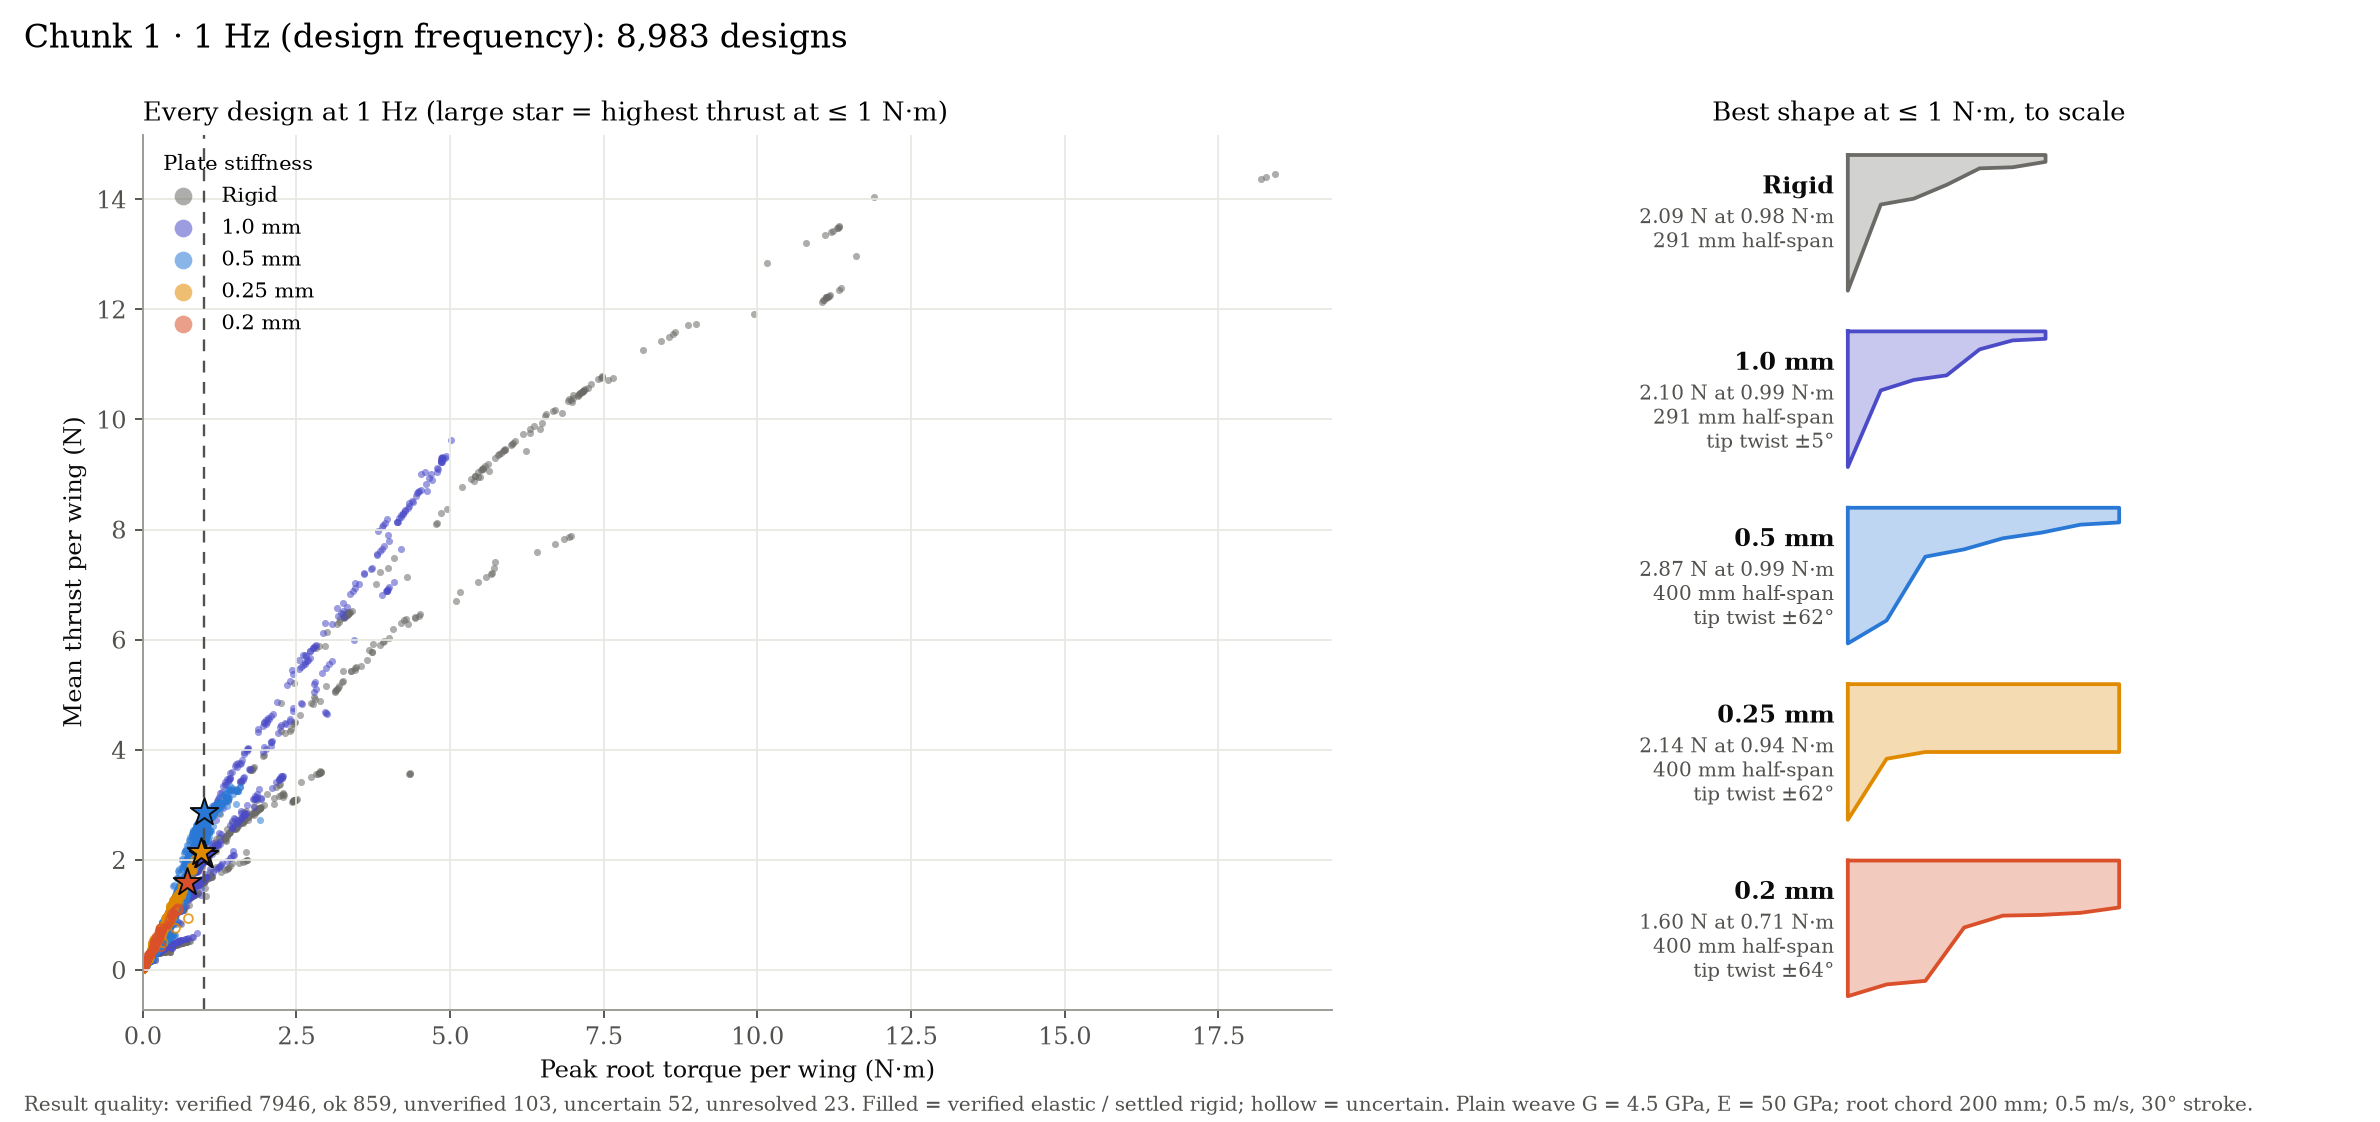 Chunk 1 · 1 Hz (design frequency): 8,983 designs
Every design at 1 Hz (large star = highest thrust at ≤ 1 N·m)
Plate stiffness
Rigid
1.0 mm
0.5 mm
0.25 mm
0.2 mm
Mean thrust per wing (N)
14
12
10
8
6
4
2
0
0.0
2.5
5.0
7.5
10.0
12.5
15.0
17.5
Peak root torque per wing (N·m)
Best shape at ≤ 1 N·m, to scale
Rigid
2.09 N at 0.98 N·m
291 mm half-span
1.0 mm
2.10 N at 0.99 N·m
291 mm half-span
tip twist ±5°
0.5 mm
2.87 N at 0.99 N·m
400 mm half-span
tip twist ±62°
0.25 mm
2.14 N at 0.94 N·m
400 mm half-span
tip twist ±62°
0.2 mm
1.60 N at 0.71 N·m
400 mm half-span
tip twist ±64°
Result quality: verified 7946, ok 859, unverified 103, uncertain 52, unresolved 23. Filled = verified elastic / settled rigid; hollow = uncertain. Plain weave G = 4.5 GPa, E = 50 GPa; root chord 200 mm; 0.5 m/s, 30° stroke.